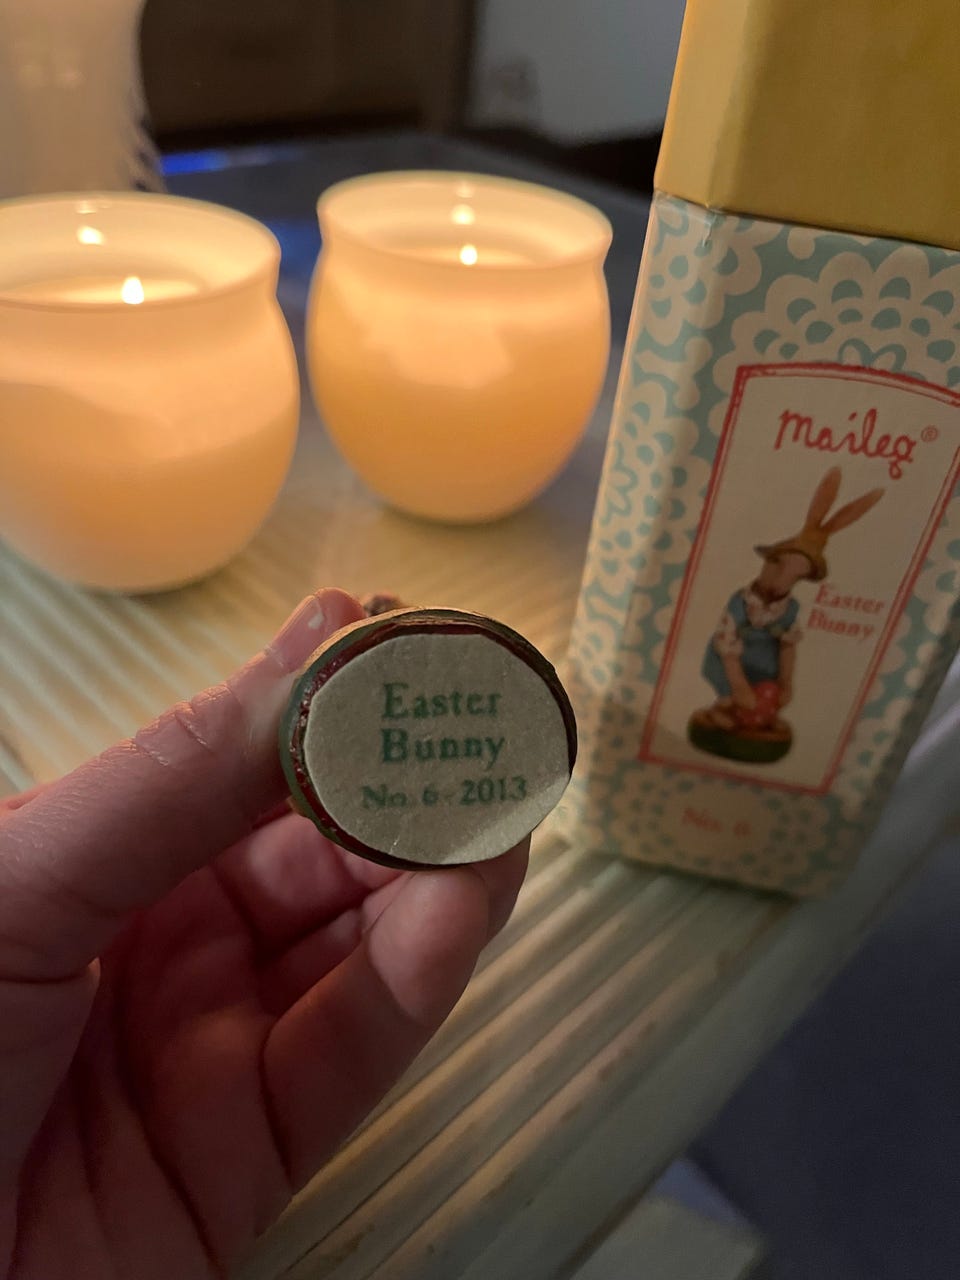 maileg®
Easter
Bunny
No. 6
Easter
Bunny
No. 6 - 2013